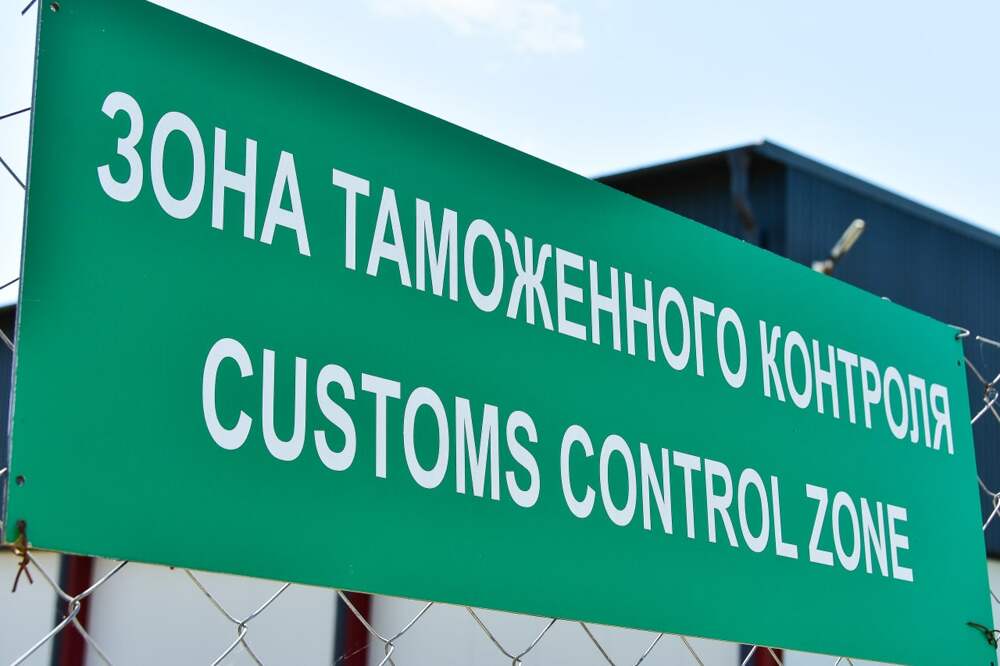 ЗОНА ТАМОЖЕННОГО КОНТРОЛЯ
CUSTOMS CONTROL ZONE